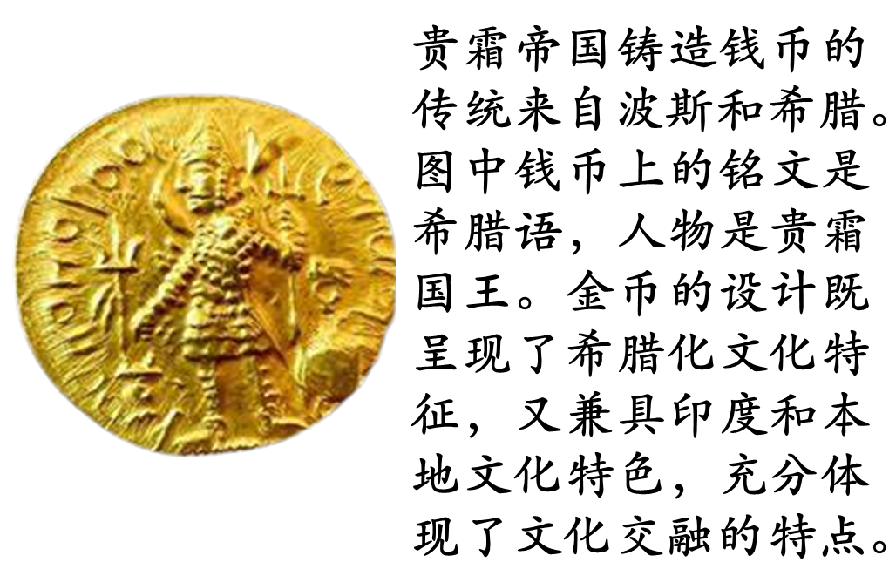 贵霜帝国铸造钱币的
传统来自波斯和希腊。
图中钱币上的铭文是
希腊语，人物是贵霜
国王。金币的设计既
呈现了希腊化文化特
征，又兼具印度和本
地文化特色，充分体
现了文化交融的特点。